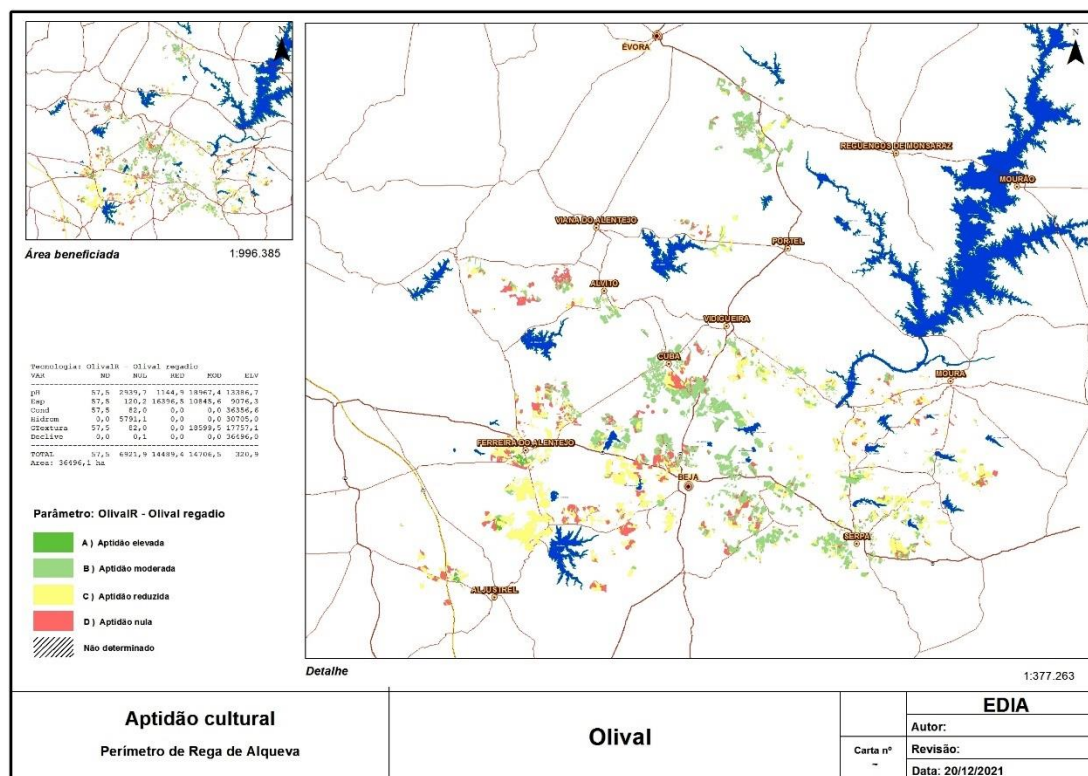 N
ÉVORA
REGUENGOS DE MONSARAZ
MOURÃO
VIANA DO ALENTEJO
PORTEL
ALVITO
VIDIGUEIRA
CUBA
MOURA
FERREIRA DO ALENTEJO
BEJA
SERPA
ALJUSTREL
Área beneficiada 1:996.385
Tecnologia: OlivalR - Olival regadio
VAR ND NUL RED MOD ELV
pH 57,5 2939,7 1144,9 18967,4 13386,7
Esp 57,5 120,2 16396,5 10845,6 9076,3
Cond 57,5 82,0 0,0 0,0 36356,6
Hidrom 0,0 5791,1 0,0 0,0 30705,0
GTextura 57,5 82,0 0,0 18599,5 17757,1
Declive 0,0 0,1 0,0 0,0 36496,0
TOTAL 57,5 6921,9 14489,4 14706,5 320,9
Area: 36496,1 ha
Parâmetro: OlivalR - Olival regadio
A ) Aptidão elevada
B ) Aptidão moderada
C ) Aptidão reduzida
D ) Aptidão nula
Não determinado
Detalhe 1:377.263
Aptidão cultural
Perímetro de Rega de Alqueva
Olival
Carta nº
~
EDIA
Autor:
Revisão:
Data: 20/12/2021